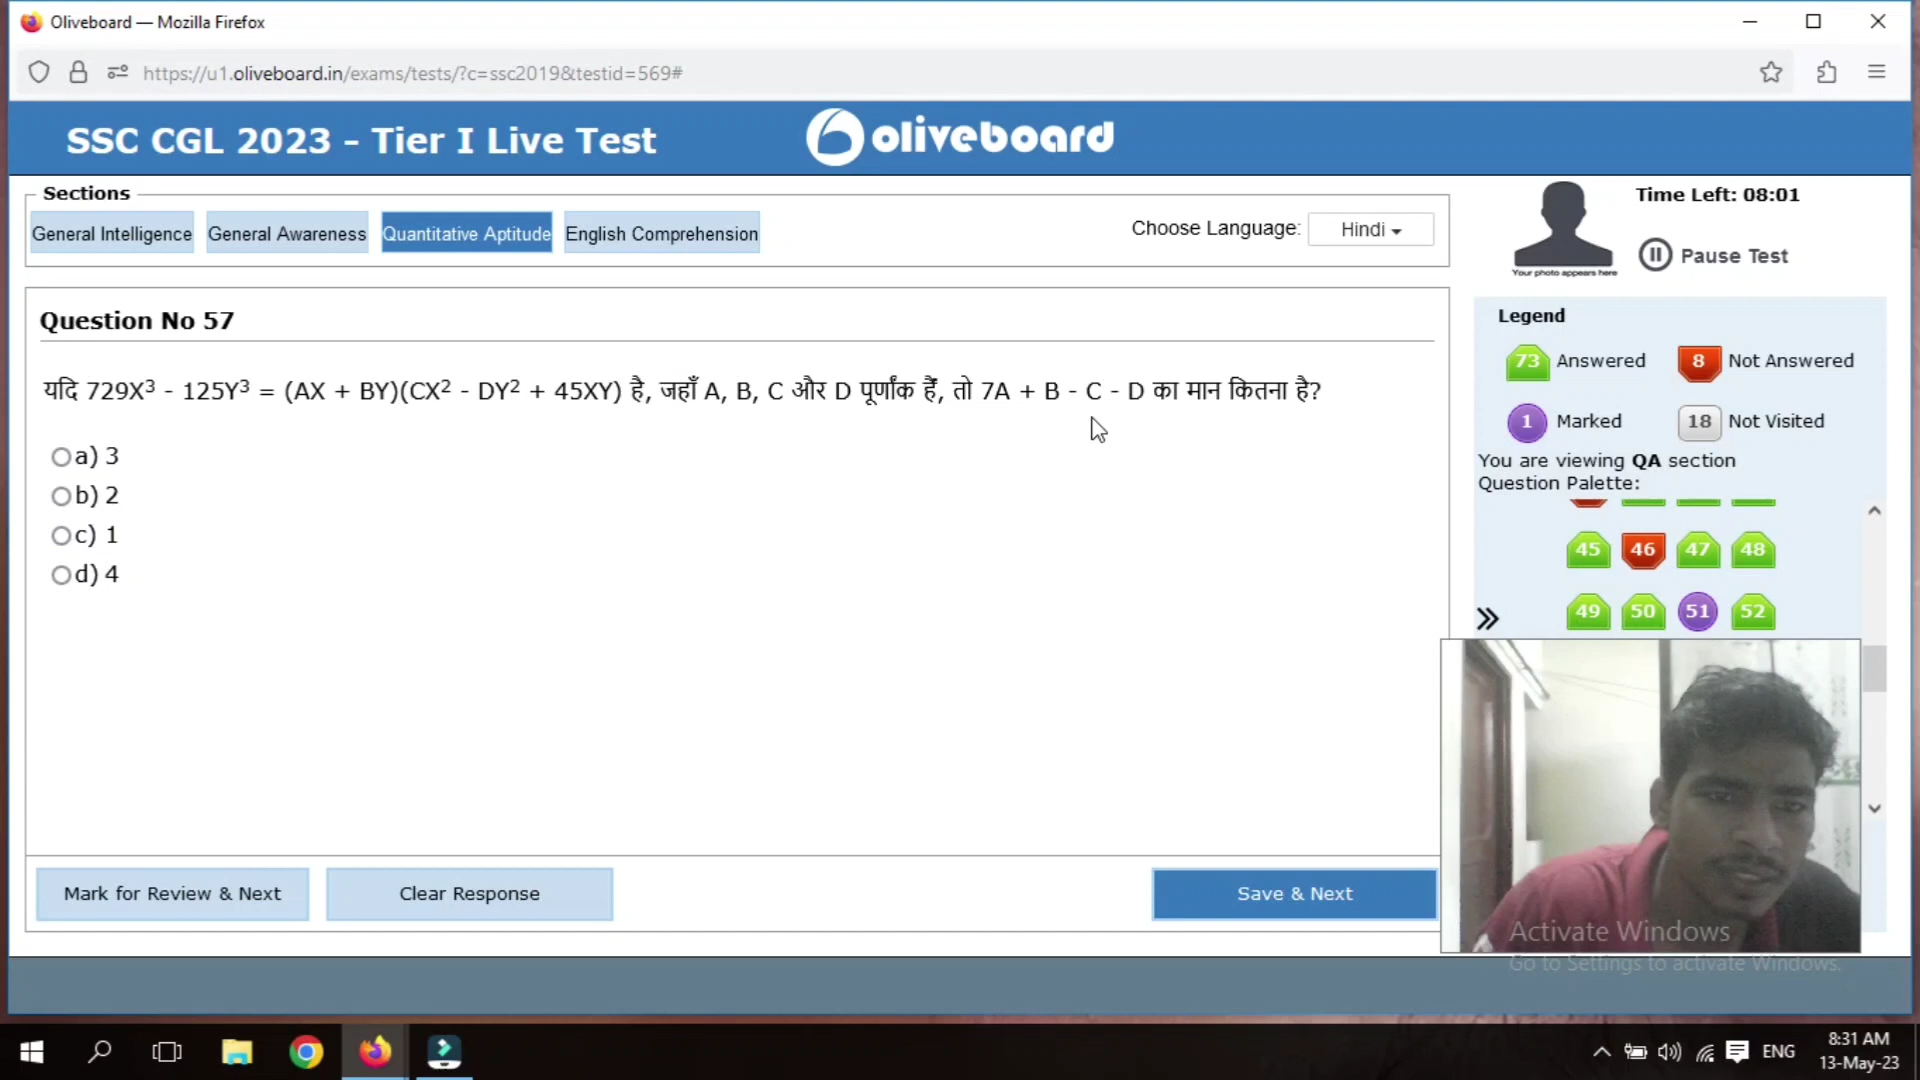 Oliveboard — Mozilla Firefox
https://u1.oliveboard.in/exams/tests/?c=ssc2019&testid=569#
SSC CGL 2023 - Tier I Live Test
oliveboard
Sections
General Intelligence General Awareness Quantitative Aptitude English Comprehension
Choose Language: Hindi
Your photo appears here
Time Left: 08:01
Pause Test
Question No 57
यदि 729X³ - 125Y³ = (AX + BY)(CX² - DY² + 45XY) है, जहाँ A, B, C और D पूर्णांक हैं, तो 7A + B - C - D का मान कितना है?
a) 3
b) 2
c) 1
d) 4
Legend
73 Answered 8 Not Answered
1 Marked 18 Not Visited
You are viewing QA section
Question Palette:
45 46 47 48
49 50 51 52
Mark for Review & Next Clear Response Save & Next
Activate Windows
Go to Settings to activate Windows.
ENG
8:31 AM
13-May-23